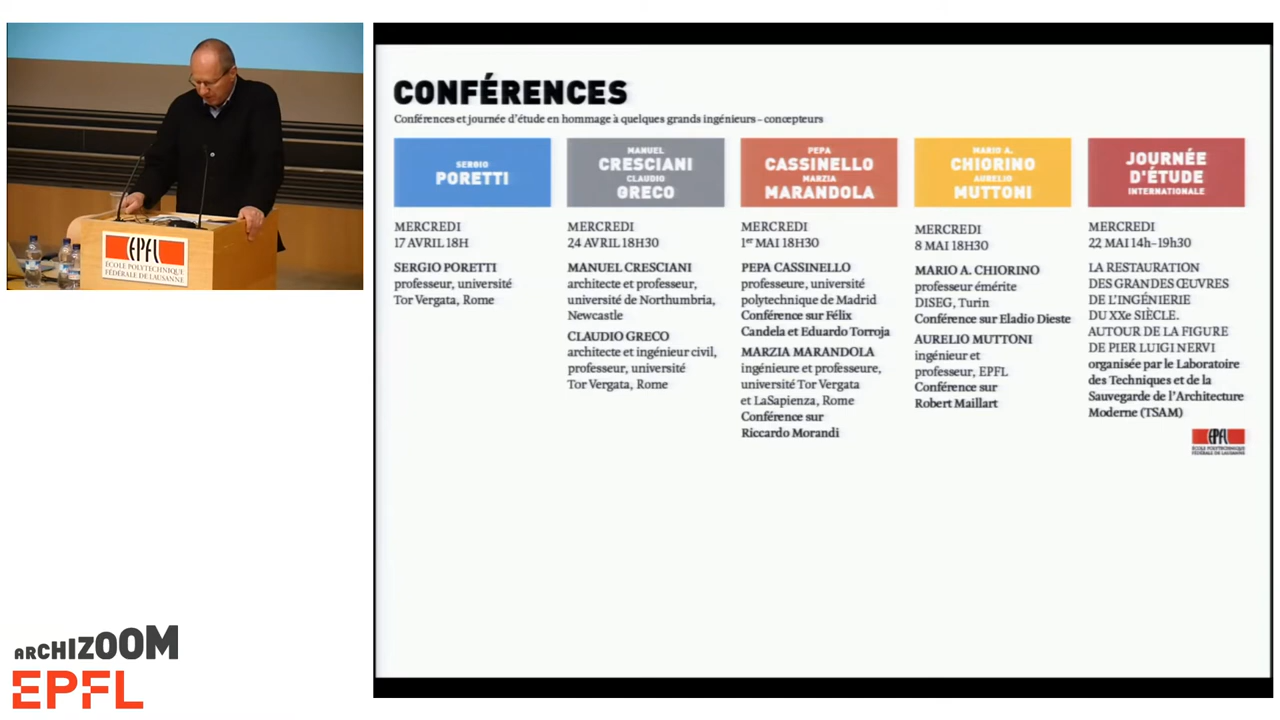 EPFL
ÉCOLE POLYTECHNIQUE
FÉDÉRALE DE LAUSANNE
ARCHIZOOM
EPFL
CONFÉRENCES
Conférences et journée d'étude en hommage à quelques grands ingénieurs – concepteurs
SERGIO
PORETTI
MERCREDI
17 AVRIL 18H
SERGIO PORETTI
professeur, université
Tor Vergata, Rome
MANUEL
CRESCIANI
CLAUDIO
GRECO
MERCREDI
24 AVRIL 18H30
MANUEL CRESCIANI
architecte et professeur,
université de Northumbria,
Newcastle
CLAUDIO GRECO
architecte et ingénieur civil,
professeur, université
Tor Vergata, Rome
PEPA
CASSINELLO
MARZIA
MARANDOLA
MERCREDI
1er MAI 18H30
PEPA CASSINELLO
professeure, université
polytechnique de Madrid
Conférence sur Félix
Candela et Eduardo Torroja
MARZIA MARANDOLA
ingénieure et professeure,
université Tor Vergata
et LaSapienza, Rome
Conférence sur
Riccardo Morandi
MARIO A.
CHIORINO
AURELIO
MUTTONI
MERCREDI
8 MAI 18H30
MARIO A. CHIORINO
professeur émérite
DISEG, Turin
Conférence sur Eladio Dieste
AURELIO MUTTONI
ingénieur et
professeur, EPFL
Conférence sur
Robert Maillart
JOURNÉE
D'ÉTUDE
INTERNATIONALE
MERCREDI
22 MAI 14h–19h30
LA RESTAURATION
DES GRANDES ŒUVRES
DE L'INGÉNIERIE
DU XXe SIÈCLE.
AUTOUR DE LA FIGURE
DE PIER LUIGI NERVI
organisée par le Laboratoire
des Techniques et de la
Sauvegarde de l'Architecture
Moderne (TSAM)
EPFL
ÉCOLE POLYTECHNIQUE
FÉDÉRALE DE LAUSANNE